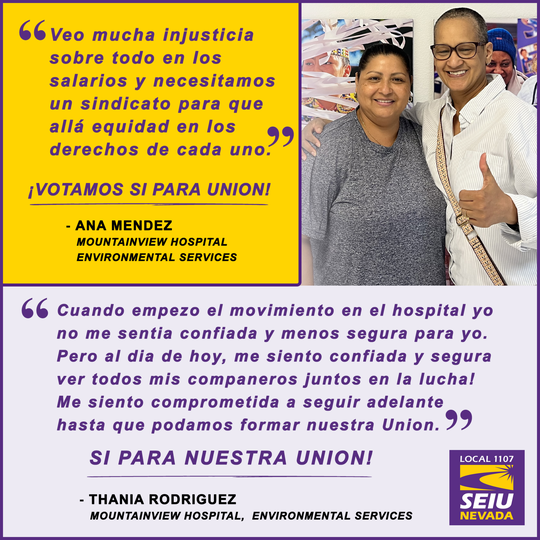 “Veo mucha injusticia
sobre todo en los
salarios y necesitamos
un sindicato para que
allá equidad en los
derechos de cada uno.”
¡VOTAMOS SI PARA UNION!
- ANA MENDEZ
MOUNTAINVIEW HOSPITAL
ENVIRONMENTAL SERVICES
“Cuando empezo el movimiento en el hospital yo
no me sentia confiada y menos segura para yo.
Pero al dia de hoy, me siento confiada y segura
ver todos mis companeros juntos en la lucha!
Me siento comprometida a seguir adelante
hasta que podamos formar nuestra Union.”
SI PARA NUESTRA UNION!
- THANIA RODRIGUEZ
MOUNTAINVIEW HOSPITAL, ENVIRONMENTAL SERVICES
LOCAL 1107
SEIU
NEVADA